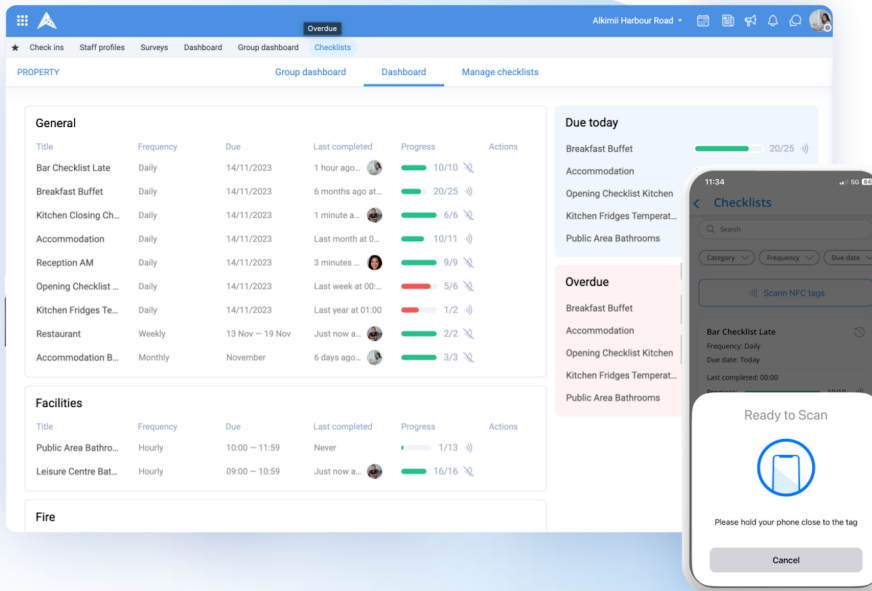 Overdue
Alkimii Harbour Road
Check ins Staff profiles Surveys Dashboard Group dashboard Checklists
PROPERTY Group dashboard Dashboard Manage checklists
General
Title Frequency Due Last completed Progress Actions
Bar Checklist Late Daily 14/11/2023 1 hour ago... 10/10
Breakfast Buffet Daily 14/11/2023 6 months ago at... 20/25
Kitchen Closing Ch... Daily 14/11/2023 1 minute a... 6/6
Accommodation Daily 14/11/2023 Last month at 0... 10/11
Reception AM Daily 14/11/2023 3 minutes ... 9/9
Opening Checklist ... Daily 14/11/2023 Last week at 00:... 5/6
Kitchen Fridges Te... Daily 14/11/2023 Last year at 01:00 1/2
Restaurant Weekly 13 Nov — 19 Nov Just now a... 2/2
Accommodation B... Monthly November 6 days ago... 3/3
Facilities
Title Frequency Due Last completed Progress Actions
Public Area Bathro... Hourly 10:00 — 11:59 Never 1/13
Leisure Centre Bat... Hourly 09:00 — 10:59 Just now a... 16/16
Fire
Due today
Breakfast Buffet 20/25
Accommodation
Opening Checklist Kitchen
Kitchen Fridges Temperat...
Public Area Bathrooms
Overdue
Breakfast Buffet
Accommodation
Opening Checklist Kitchen
Kitchen Fridges Temperat...
Public Area Bathrooms
11:34 5G 84
Checklists
Search
Category Frequency Due date
Scann NFC tags
Bar Checklist Late
Frequency: Daily
Due date: Today
Last completed: 00:00
Progress: 10/10
Ready to Scan
Please hold your phone close to the tag
Cancel